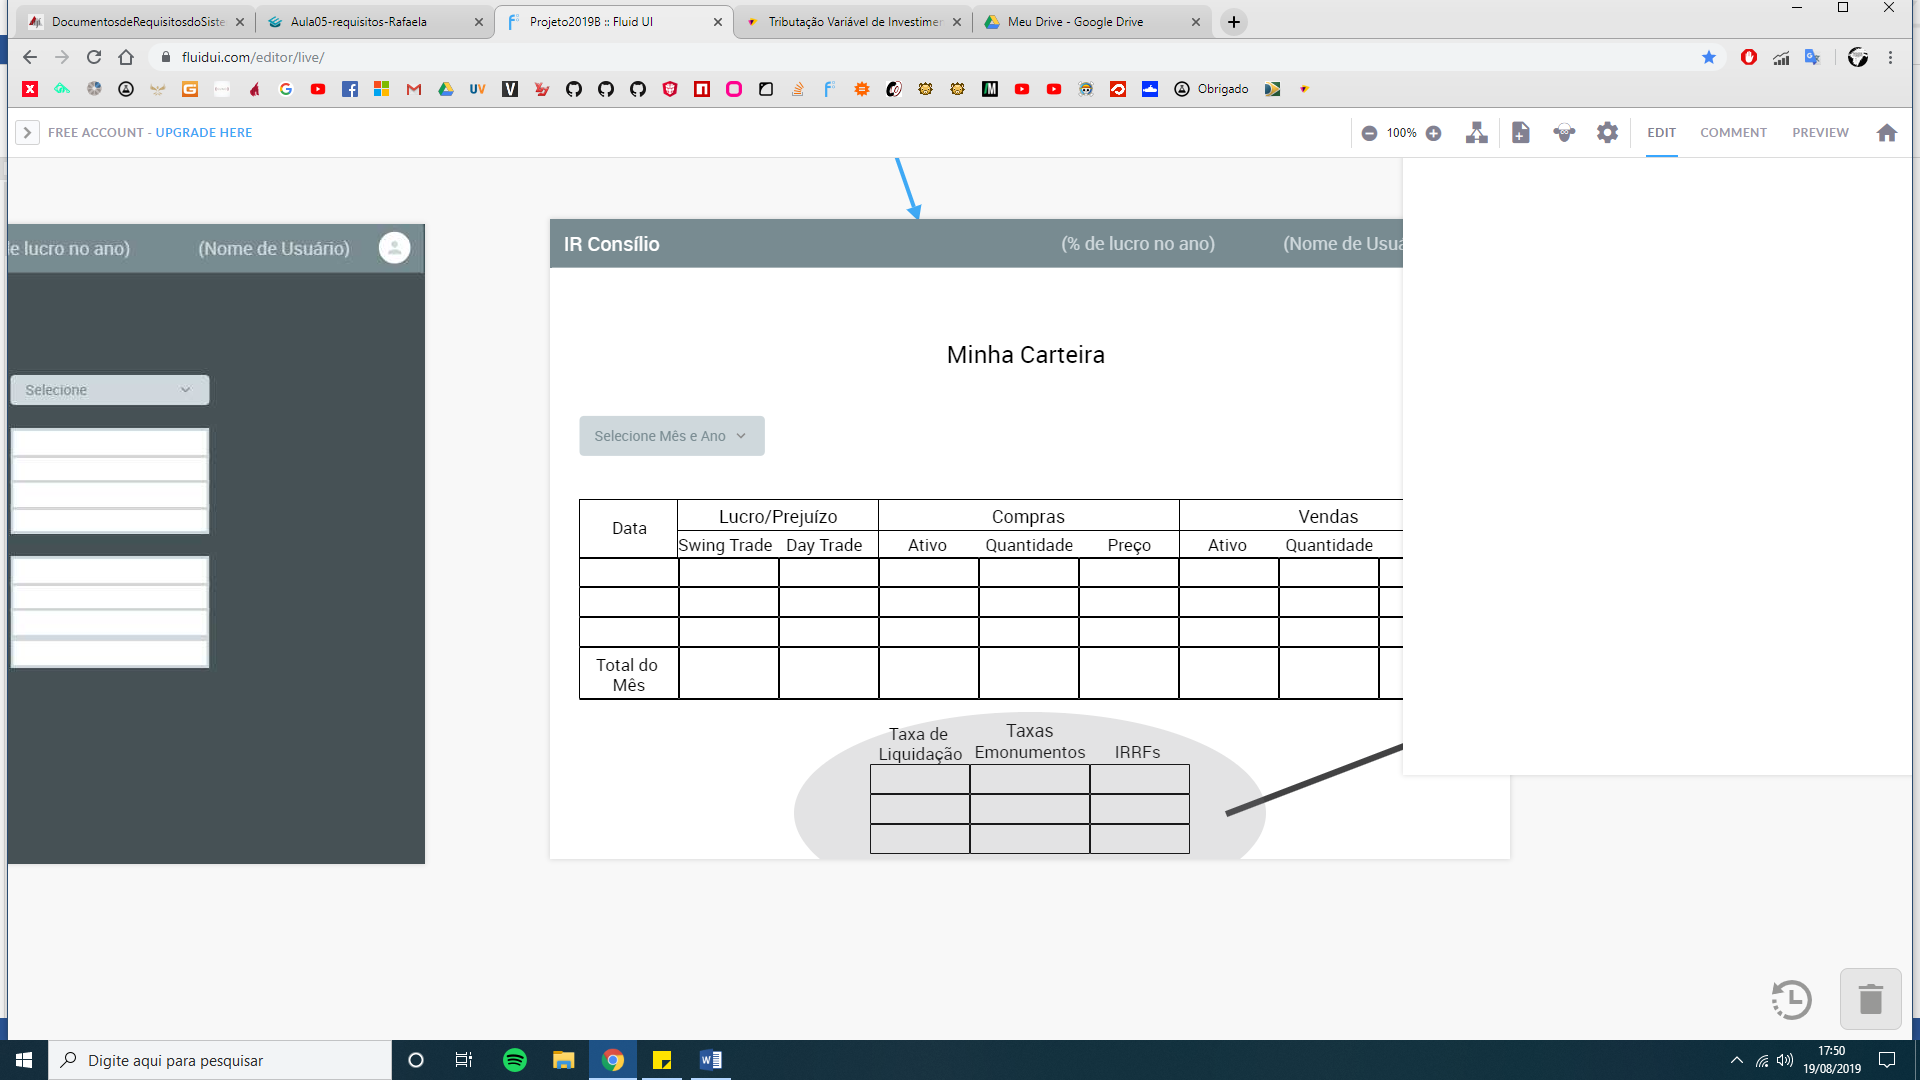 DocumentosdeRequisitosdoSiste
Aula05-requisitos-Rafaela
Projeto2019B :: Fluid UI
Tributação Variável de Investimen
Meu Drive - Google Drive
fluidui.com/editor/live/
Obrigado
FREE ACCOUNT - UPGRADE HERE
100%
EDIT
COMMENT
PREVIEW
e lucro no ano)
(Nome de Usuário)
Selecione
IR Consílio
(% de lucro no ano)
(Nome de Usuá
Minha Carteira
Selecione Mês e Ano
Data
Lucro/Prejuízo
Compras
Vendas
Swing Trade
Day Trade
Ativo
Quantidade
Preço
Ativo
Quantidade
Total do
Mês
Taxa de
Liquidação
Taxas
Emonumentos
IRRFs
Digite aqui para pesquisar
17:50
19/08/2019